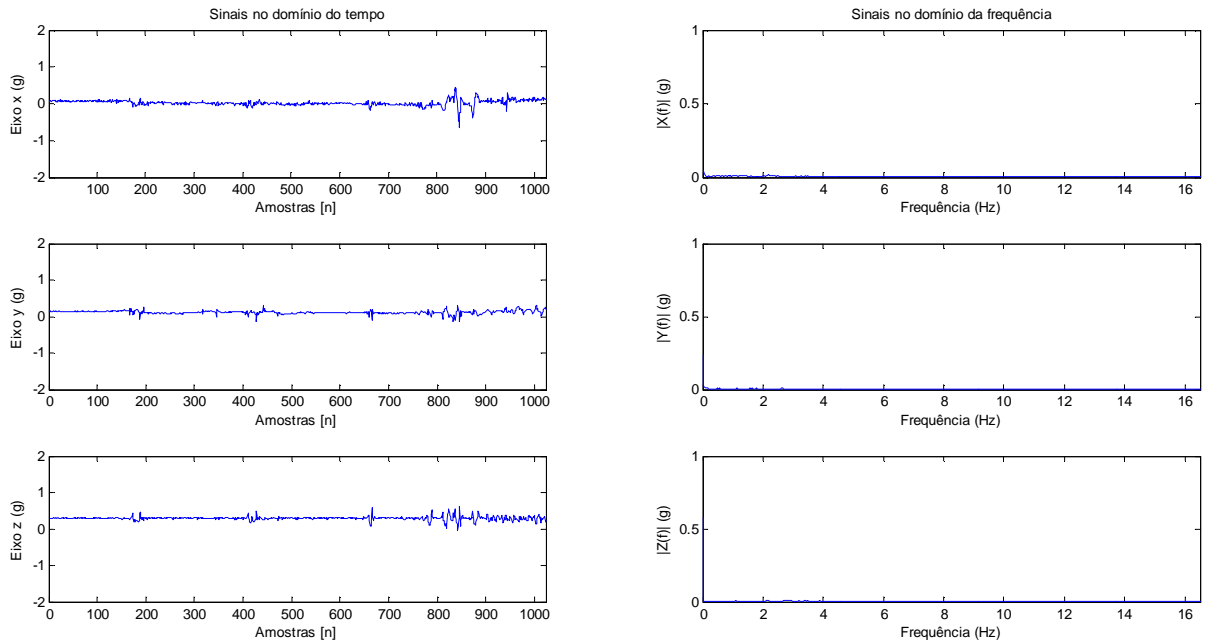 Sinais no domínio do tempo
2
1
0
-1
-2
Eixo x (g)
100 200 300 400 500 600 700 800 900 1000
Amostras [n]
Sinais no domínio da frequência
1
0.5
0
|X(f)| (g)
0 2 4 6 8 10 12 14 16
Frequência (Hz)
2
1
0
-1
-2
Eixo y (g)
0 100 200 300 400 500 600 700 800 900 1000
Amostras [n]
1
0.5
0
|Y(f)| (g)
0 2 4 6 8 10 12 14 16
Frequência (Hz)
2
1
0
-1
-2
Eixo z (g)
0 100 200 300 400 500 600 700 800 900 1000
Amostras [n]
1
0.5
0
|Z(f)| (g)
0 2 4 6 8 10 12 14 16
Frequência (Hz)